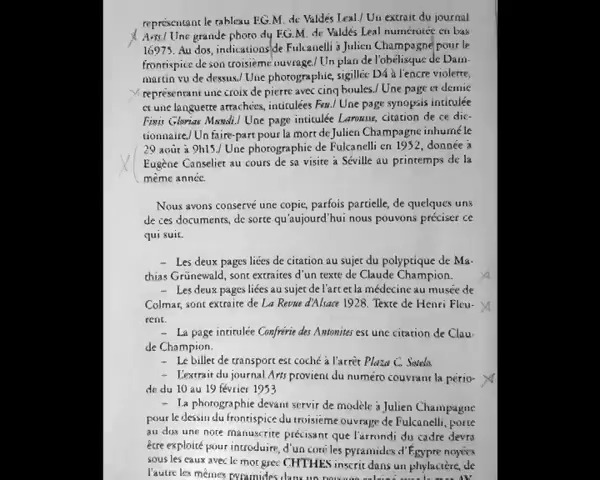 représentant le tableau F.G.M. de Valdés Leal./ Un extrait du journal
Arts./ Une grande photo du F.G.M. de Valdés Leal numérotée en bas
16975. Au dos, indications de Fulcanelli à Julien Champagne pour le
frontispice de son troisième ouvrage./ Un plan de l'obélisque de Dam-
martin vu de dessus./ Une photographie, sigillée D4 à l'encre violette,
représentant une croix de pierre avec cinq boules./ Une page et demie
et une languette attachées, intitulées Feu./ Une page synopsis intitulée
Finis Gloriae Mundi./ Une page intitulée Larousse, citation de ce dic-
tionnaire./ Un faire-part pour la mort de Julien Champagne inhumé le
29 août à 9h15./ Une photographie de Fulcanelli en 1952, donnée à
Eugène Canseliet au cours de sa visite à Séville au printemps de la
même année.
Nous avons conservé une copie, parfois partielle, de quelques uns
de ces documents, de sorte qu'aujourd'hui nous pouvons préciser ce
qui suit.
– Les deux pages liées de citation au sujet du polyptique de Ma-
thias Grünewald, sont extraites d'un texte de Claude Champion.
– Les deux pages liées au sujet de l'art et la médecine au musée de
Colmar, sont extraite de La Revue d'Alsace 1928. Texte de Henri Fleu-
rent.
– La page intitulée Confrérie des Antonites est une citation de Clau-
de Champion.
– Le billet de transport est coché à l'arrêt Plaza C. Sotelo.
– L'extrait du journal Arts provient du numéro couvrant la pério-
de du 10 au 19 février 1953
– La photographie devant servir de modèle à Julien Champagne
pour le dessin du frontispice du troisième ouvrage de Fulcanelli, porte
au dos une note manuscrite précisant que l'arrondi du cadre devra
être exploité pour introduire, d'un coté les pyramides d'Égypte noyées
sous les eaux avec le mot grec CHTHES inscrit dans un phylactère, de
l'autre les mêmes pyramides dans un paysage